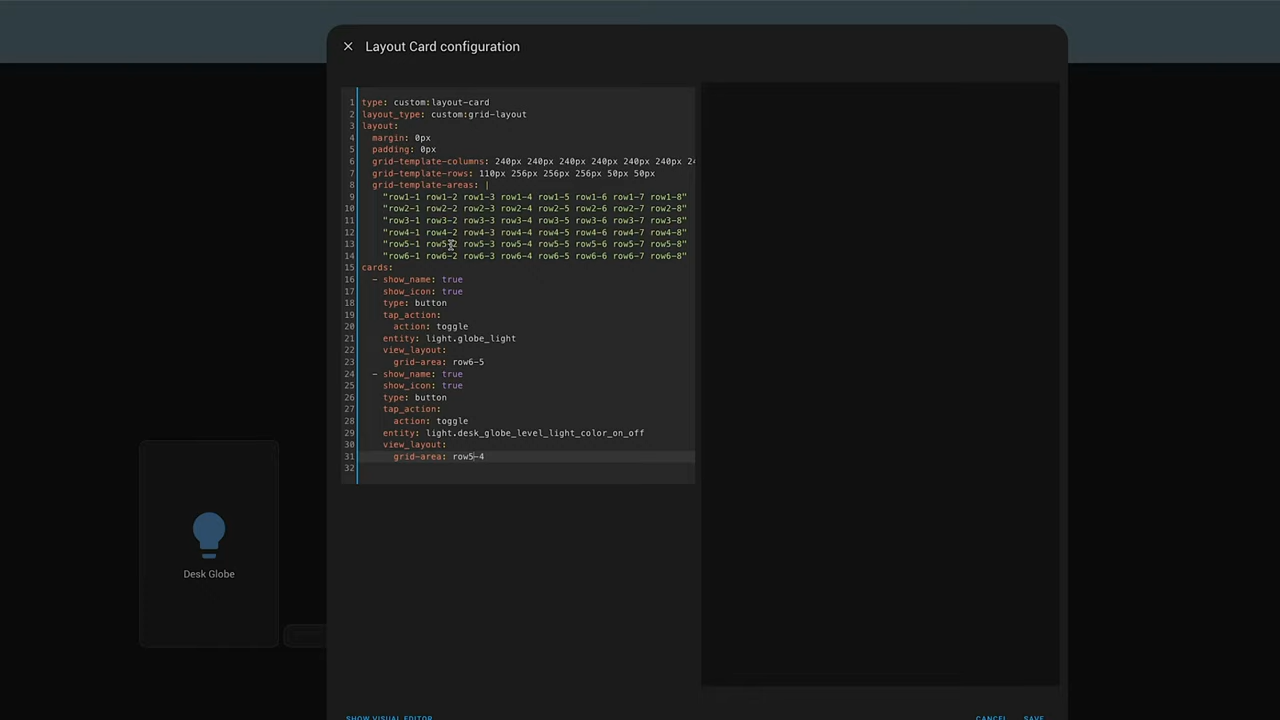 Layout Card configuration
1 type: custom:layout-card
2 layout_type: custom:grid-layout
3 layout:
4 margin: 0px
5 padding: 0px
6 grid-template-columns: 240px 240px 240px 240px 240px 240px 24
7 grid-template-rows: 110px 256px 256px 256px 50px 50px
8 grid-template-areas: |
9 "row1-1 row1-2 row1-3 row1-4 row1-5 row1-6 row1-7 row1-8"
10 "row2-1 row2-2 row2-3 row2-4 row2-5 row2-6 row2-7 row2-8"
11 "row3-1 row3-2 row3-3 row3-4 row3-5 row3-6 row3-7 row3-8"
12 "row4-1 row4-2 row4-3 row4-4 row4-5 row4-6 row4-7 row4-8"
13 "row5-1 row5-2 row5-3 row5-4 row5-5 row5-6 row5-7 row5-8"
14 "row6-1 row6-2 row6-3 row6-4 row6-5 row6-6 row6-7 row6-8"
15 cards:
16 - show_name: true
17 show_icon: true
18 type: button
19 tap_action:
20 action: toggle
21 entity: light.globe_light
22 view_layout:
23 grid-area: row6-5
24 - show_name: true
25 show_icon: true
26 type: button
27 tap_action:
28 action: toggle
29 entity: light.desk_globe_level_light_color_on_off
30 view_layout:
31 grid-area: row5-4
32
Desk Globe
SHOW VISUAL EDITOR
CANCEL SAVE